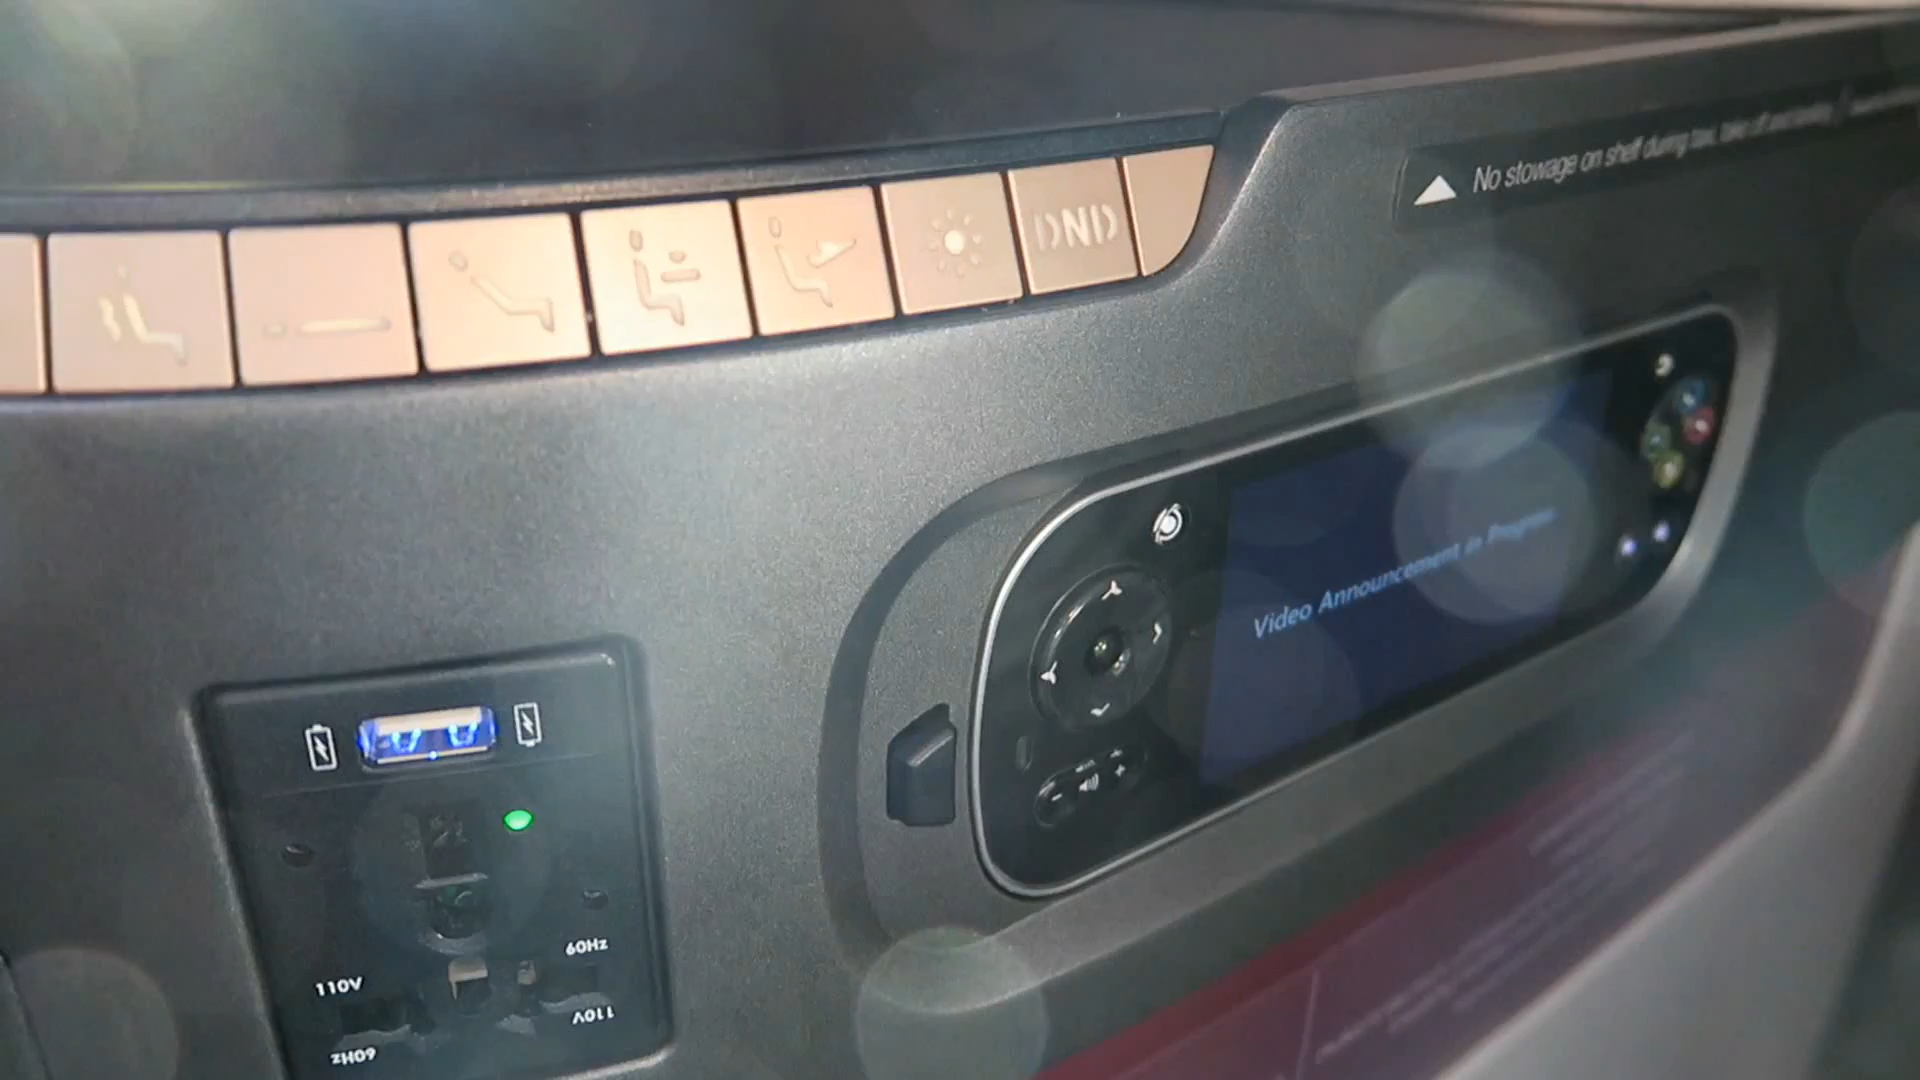 No stowage on shelf during taxi, take off and landing
DND
Video Announcement in Progress
60Hz
110V
110V
60Hz